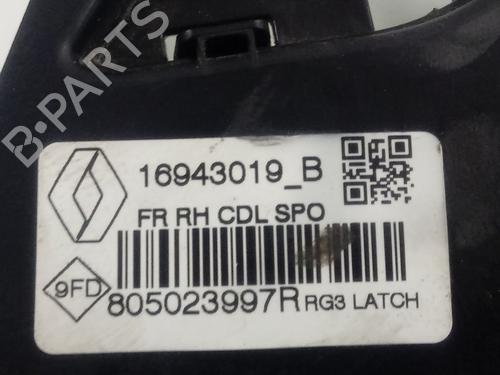 B-PARTS
16943019_B
FR RH CDL SPO
9FD
805023997R RG3 LATCH